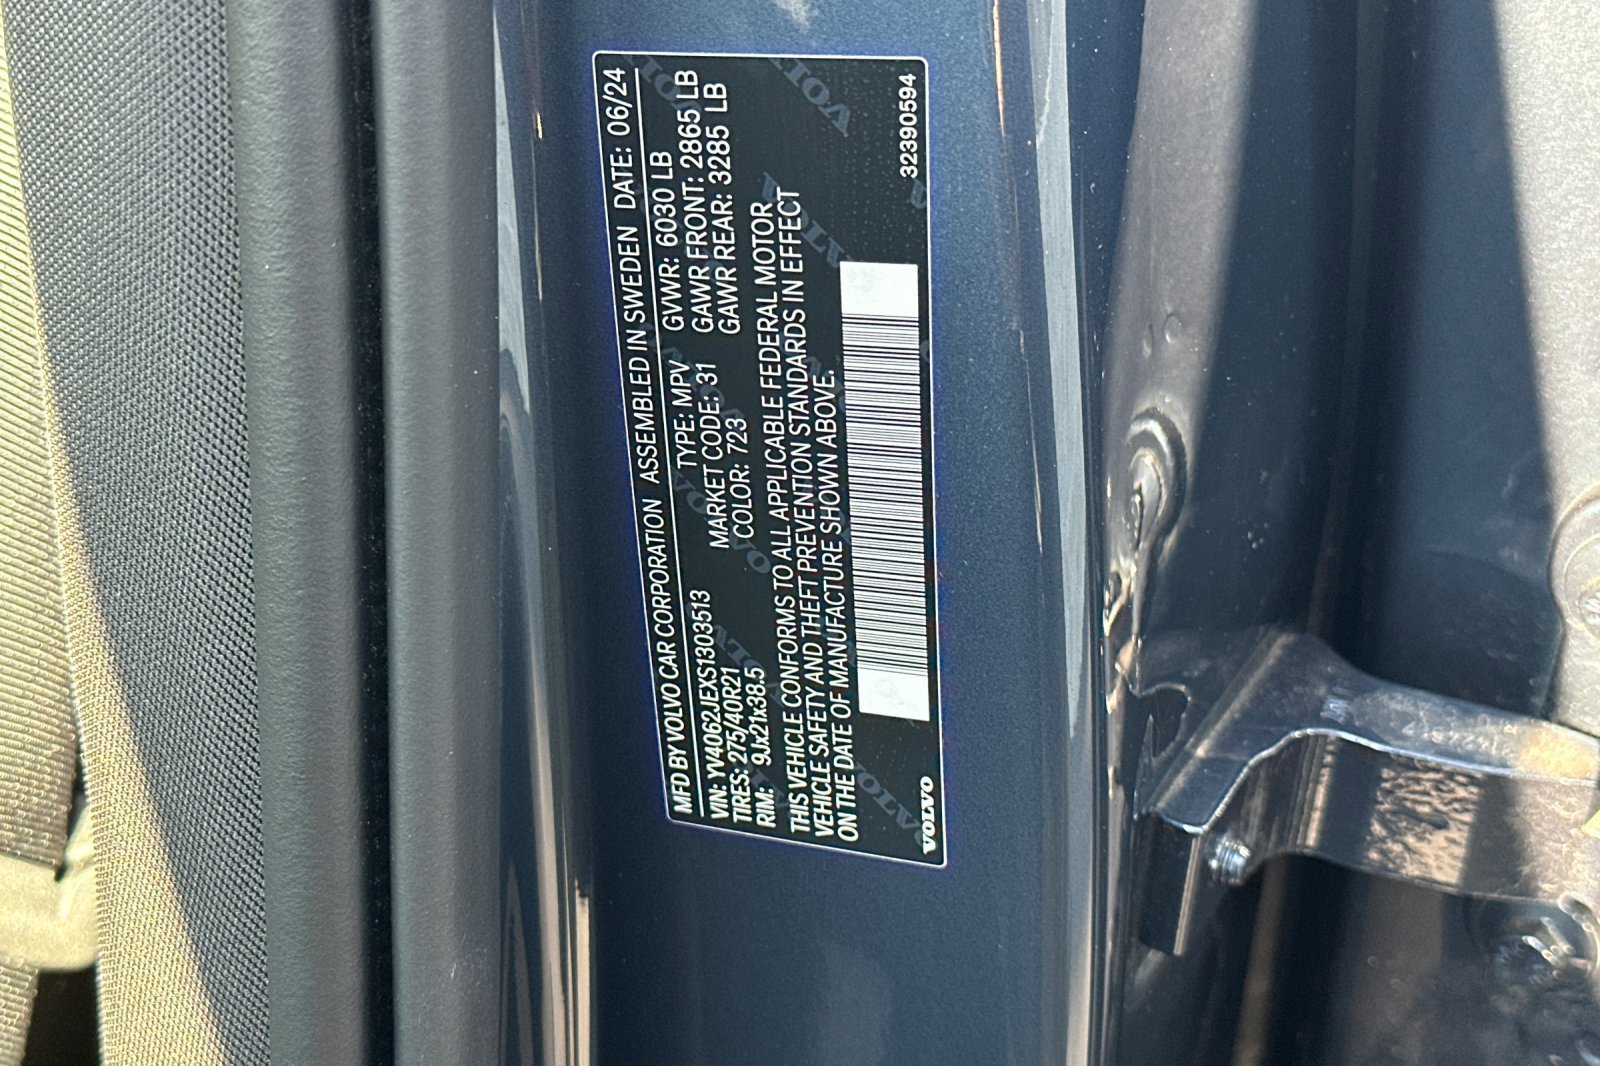 MFD BY VOLVO CAR CORPORATION ASSEMBLED IN SWEDEN DATE: 06/24
VIN: YV4062JEXS1303513 TYPE: MPV GVWR: 6030 LB
TIRES: 275/40R21 MARKET CODE: 31 GAWR FRONT: 2865 LB
RIM: 9Jx21x38.5 COLOR: 723 GAWR REAR: 3285 LB
THIS VEHICLE CONFORMS TO ALL APPLICABLE FEDERAL MOTOR
VEHICLE SAFETY AND THEFT PREVENTION STANDARDS IN EFFECT
ON THE DATE OF MANUFACTURE SHOWN ABOVE.
VOLVO 32390594